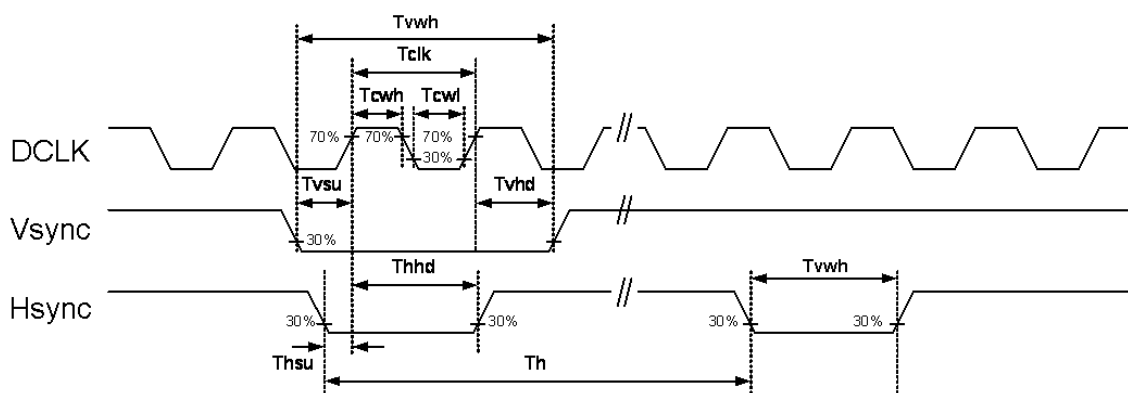 Tvwh
Tclk
Tcwh Tcwl
DCLK 70% 70% 70%
30%
Tvsu Tvhd
Vsync
30%
Thhd Tvwh
Hsync
30% 30% 30% 30%
Thsu Th